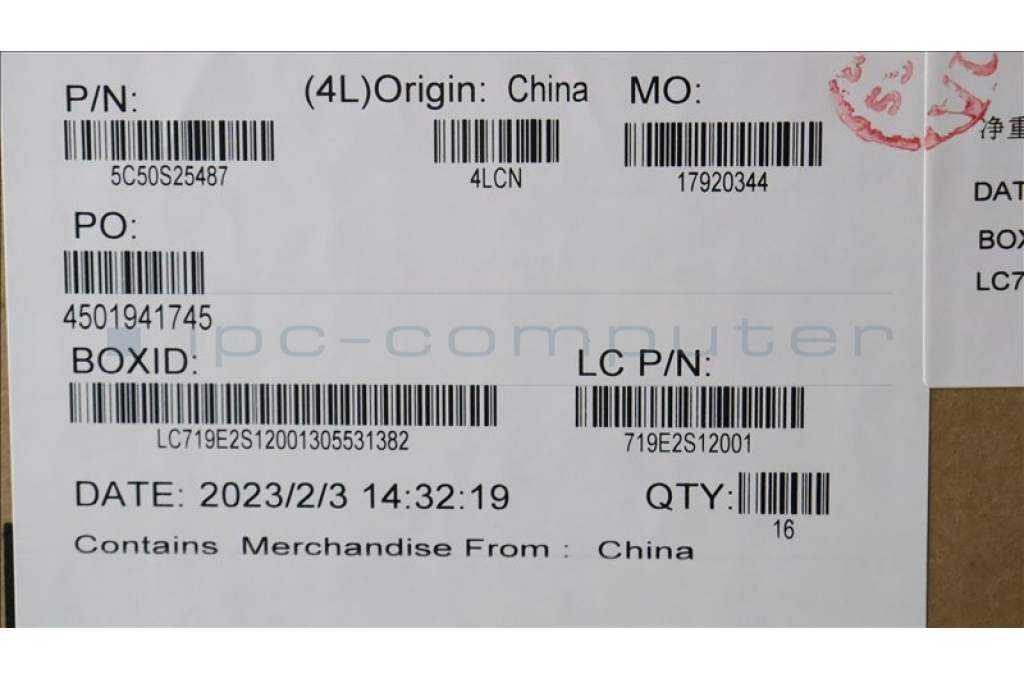 P/N: (4L)Origin: China MO:
5C50S25487 4LCN 17920344
PO:
4501941745
ipc-computer
BOXID: LC P/N:
LC719E2S12001305531382 719E2S12001
DATE: 2023/2/3 14:32:19 QTY:
16
Contains Merchandise From : China
净重
DAT
BOX
LC7